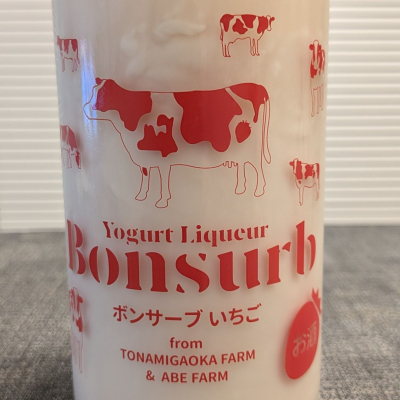 Yogurt Liqueur
Bonsurb
ボンサーブ いちご
from
TONAMIGAOKA FARM
& ABE FARM
お酒